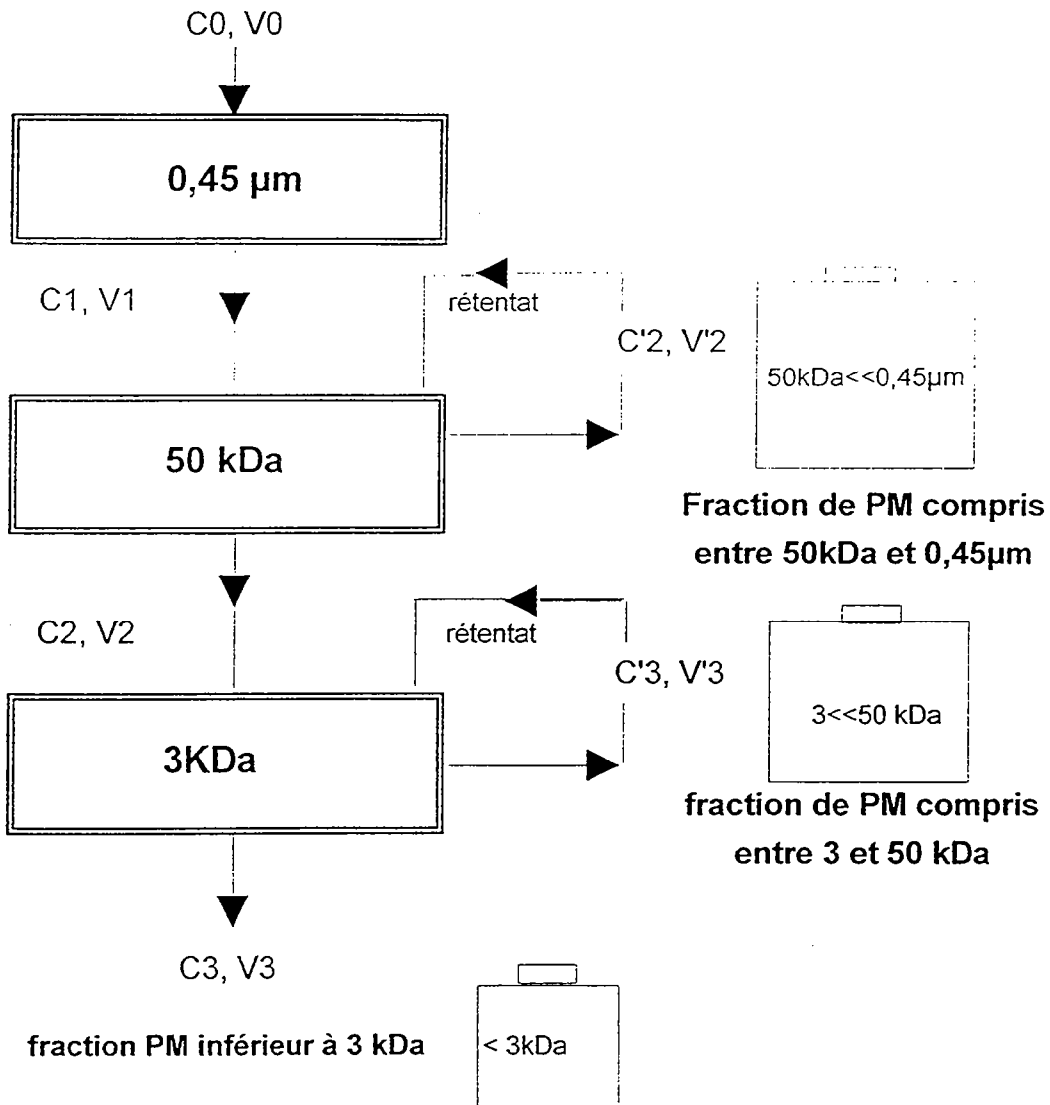 C0, V0
0,45 µm
C1, V1
rétentat
C'2, V'2
50kDa<<0,45µm
50 kDa
Fraction de PM compris
entre 50kDa et 0,45µm
C2, V2
rétentat
C'3, V'3
3<<50 kDa
3KDa
fraction de PM compris
entre 3 et 50 kDa
C3, V3
fraction PM inférieur à 3 kDa
< 3kDa